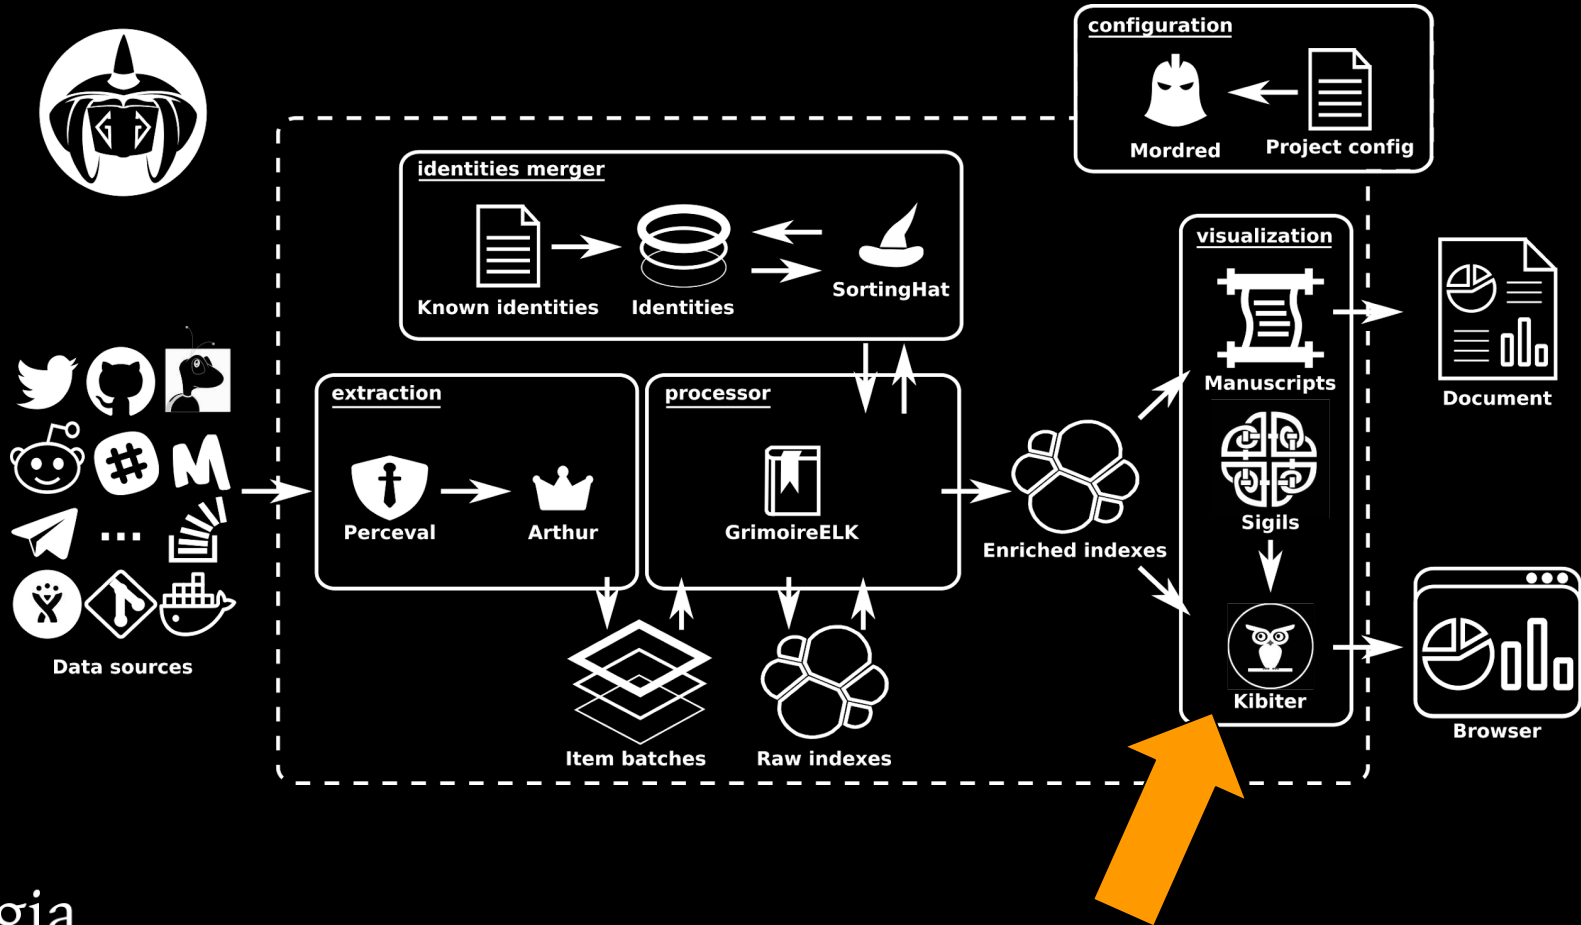 configuration
Mordred
Project config
identities merger
Known identities
Identities
SortingHat
visualization
Manuscripts
Sigils
Kibiter
Document
Browser
extraction
Perceval
Arthur
processor
GrimoireELK
Enriched indexes
Data sources
Item batches
Raw indexes
gia